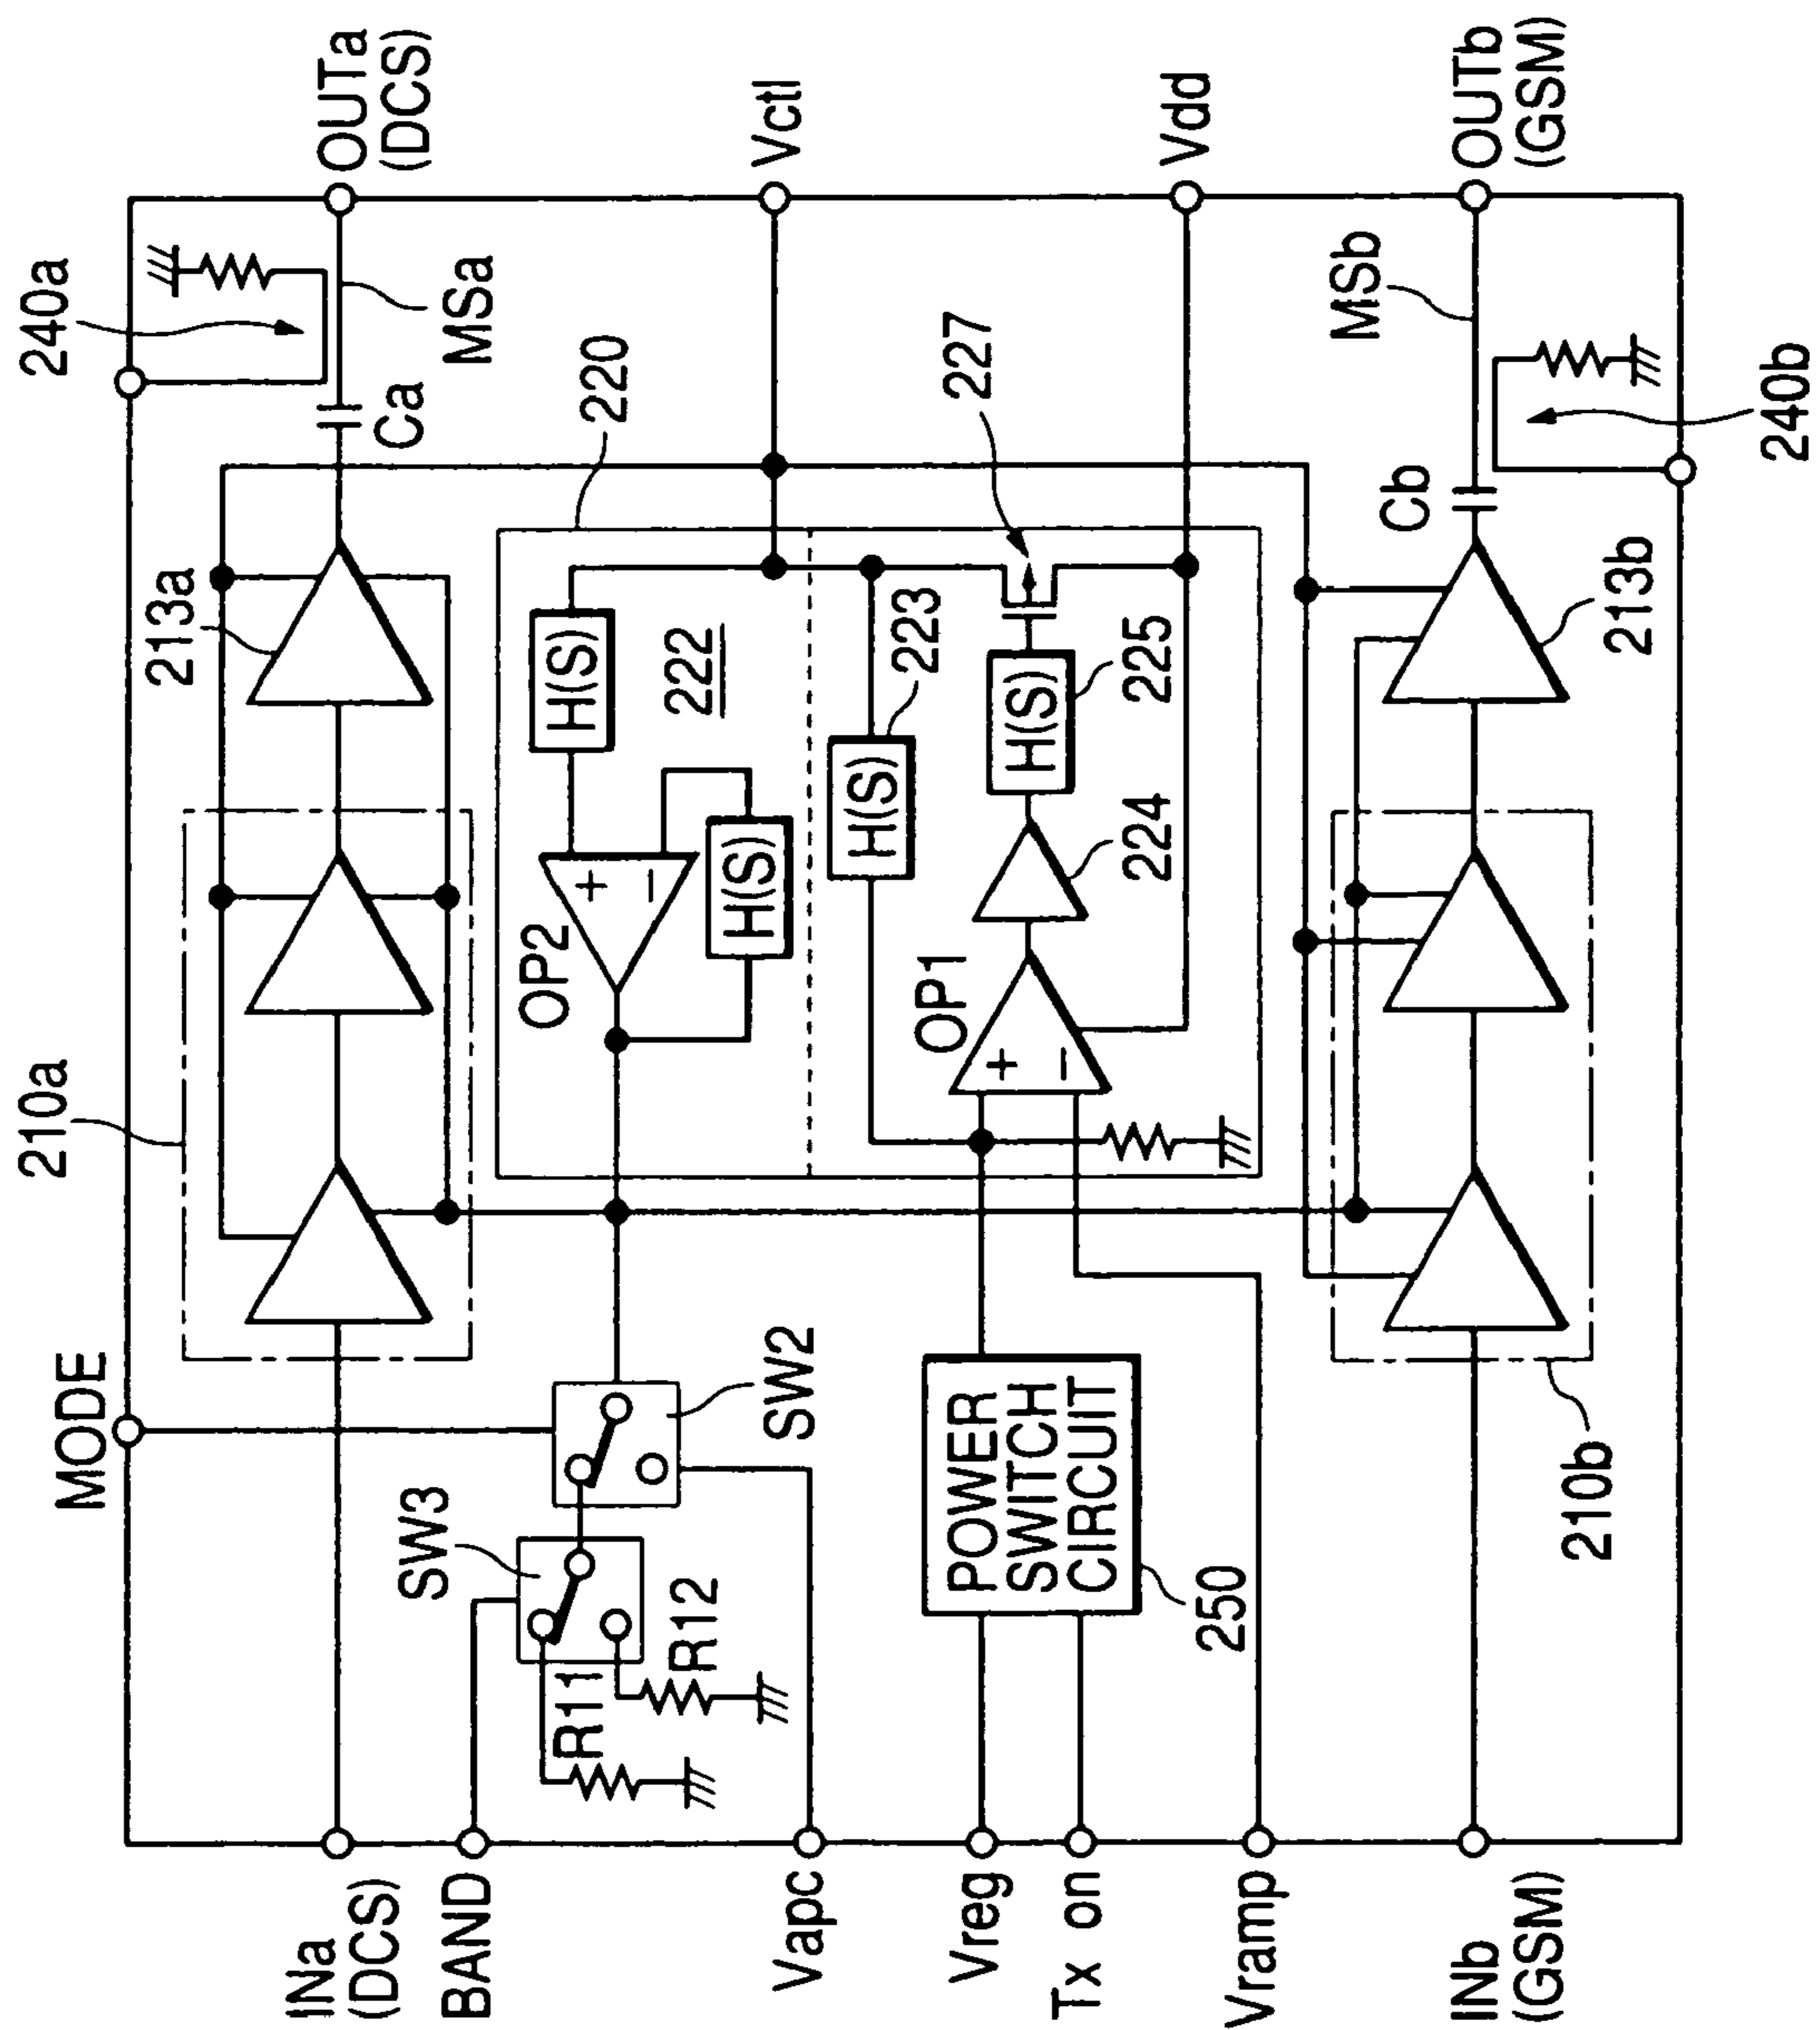 240a
OUTa
(DCS)
MSa
Ca
213a
210a
MODE
INa
(DCS)
BAND
SW3
SW2
R11
R12
Vapc
220
Vctl
H(S)
222
OP2
+
−
H(S)
227
223
H(S)
H(S)
225
224
OP1
+
−
Vdd
POWER
SWITCH
CIRCUIT
250
Vreg
Tx on
Vramp
MSb
OUTb
(GSM)
240b
Cb
213b
210b
INb
(GSM)